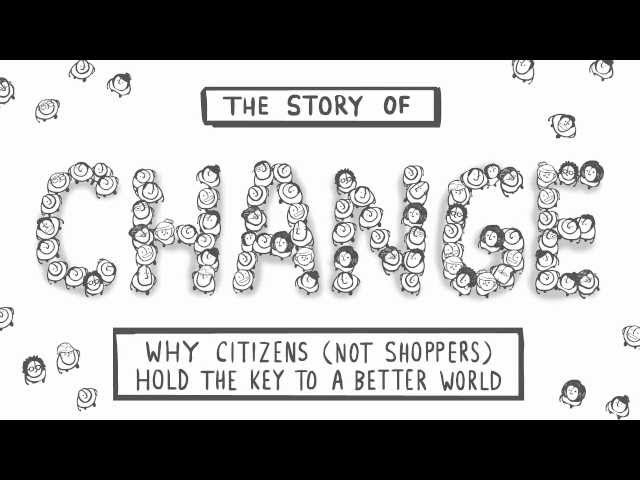 THE STORY OF
CHANGE
WHY CITIZENS (NOT SHOPPERS)
HOLD THE KEY TO A BETTER WORLD